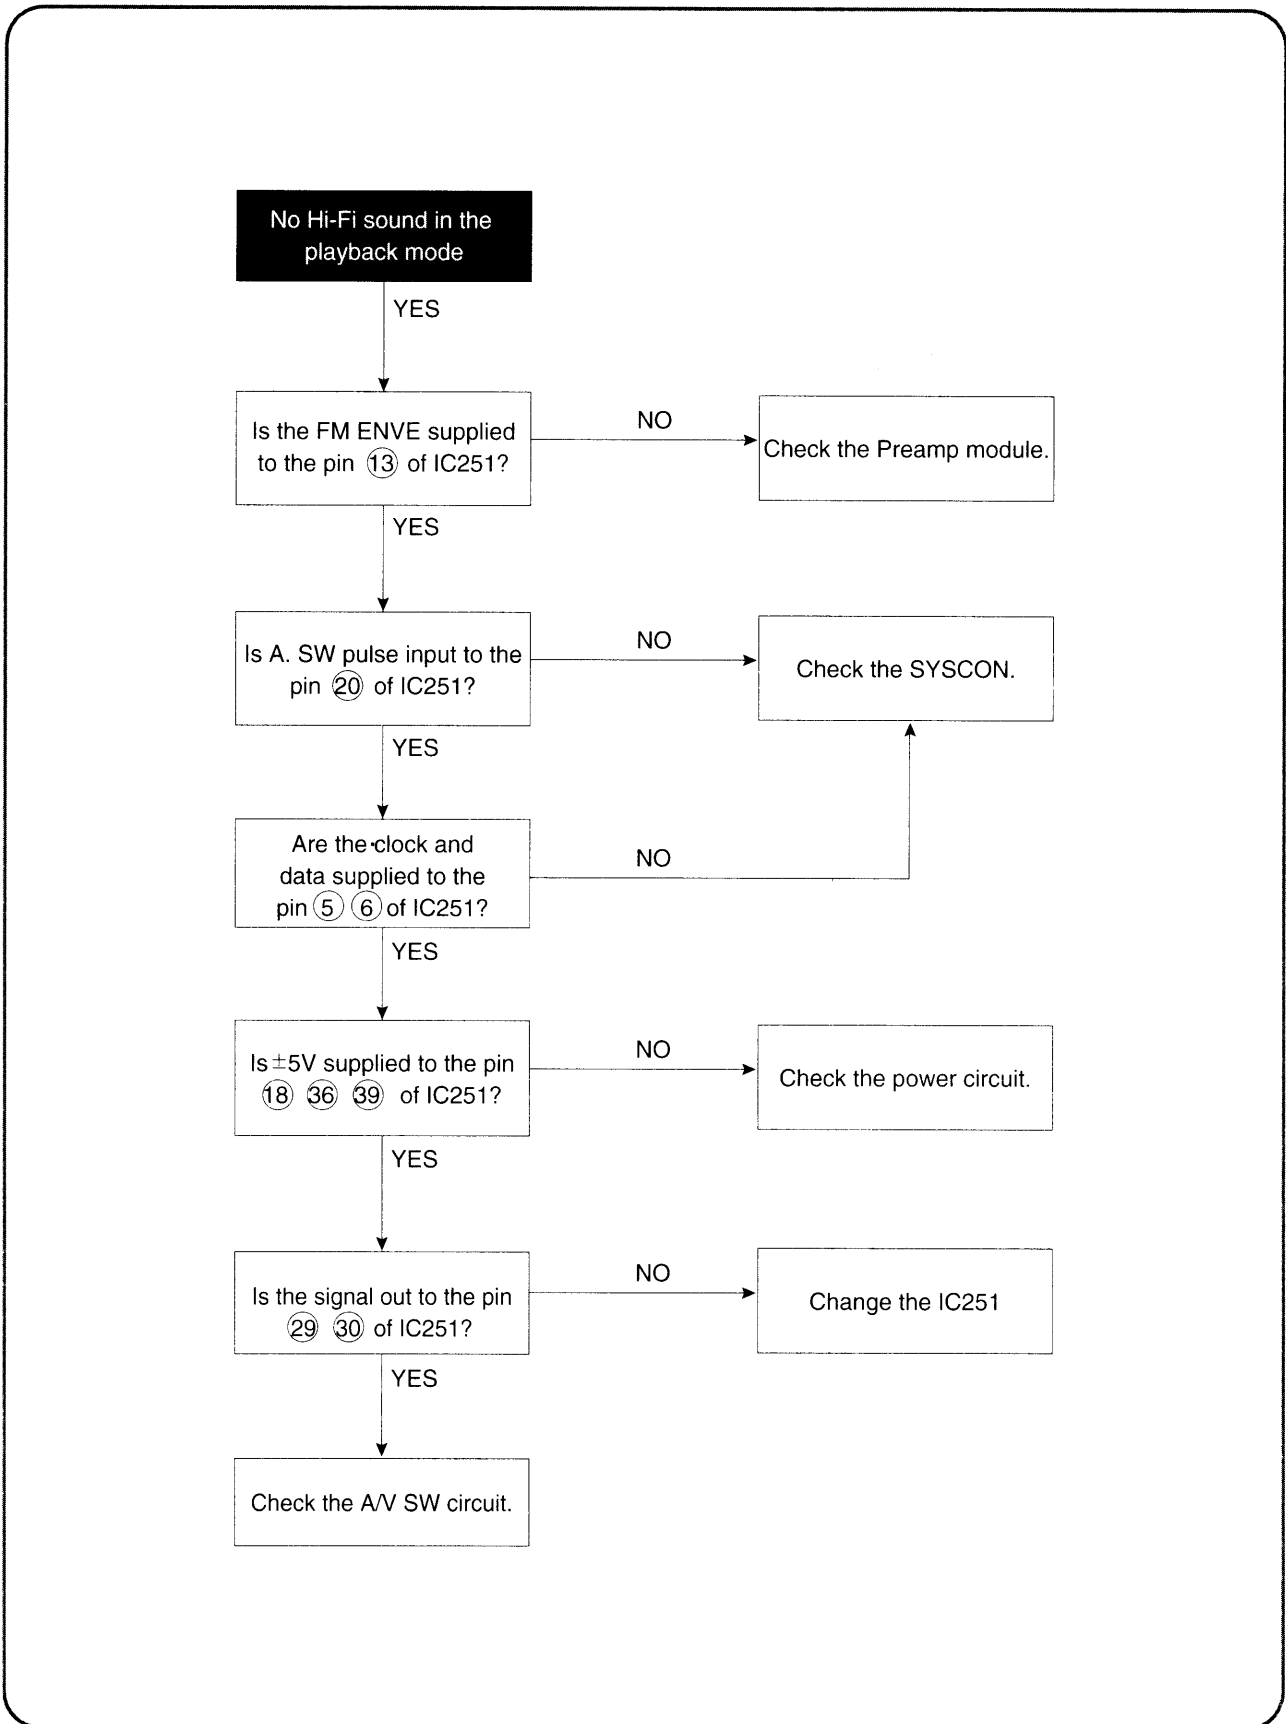 No Hi-Fi sound in the
playback mode
YES
Is the FM ENVE supplied
to the pin ⑬ of IC251?
NO
Check the Preamp module.
YES
Is A. SW pulse input to the
pin ⑳ of IC251?
NO
Check the SYSCON.
YES
Are the clock and
data supplied to the
pin ⑤ ⑥ of IC251?
NO
YES
Is ±5V supplied to the pin
⑱ ㊱ ㊴ of IC251?
NO
Check the power circuit.
YES
Is the signal out to the pin
㉙ ㉚ of IC251?
NO
Change the IC251
YES
Check the A/V SW circuit.